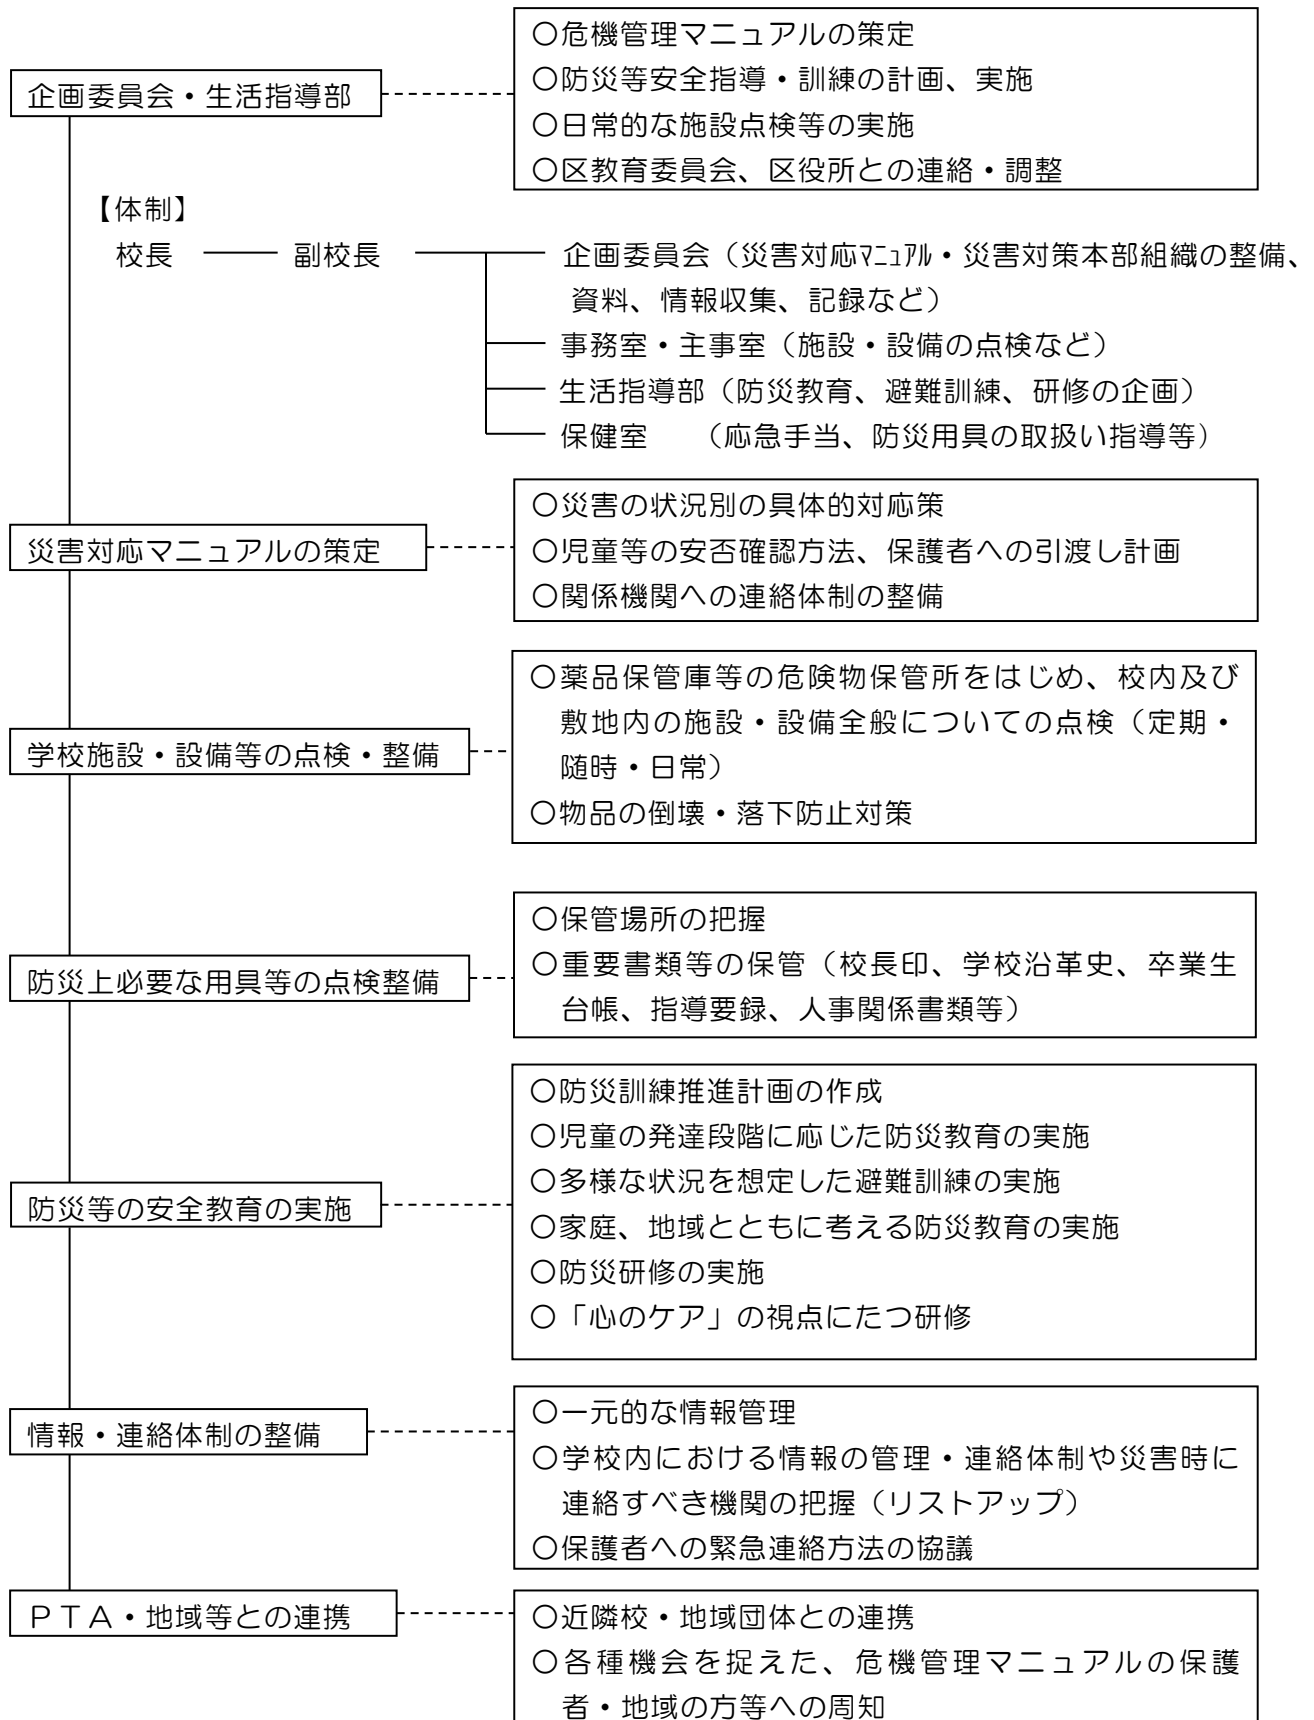 〇危機管理マニュアルの策定
企画委員会・生活指導部
〇防災等安全指導・訓練の計画、実施
〇日常的な施設点検等の実施
〇区教育委員会、区役所との連絡・調整
【体制】
校長 副校長 企画委員会（災害対応ﾏﾆｭｱﾙ・災害対策本部組織の整備、
資料、情報収集、記録など）
事務室・主事室（施設・設備の点検など）
生活指導部（防災教育、避難訓練、研修の企画）
保健室　（応急手当、防災用具の取扱い指導等）
災害対応マニュアルの策定
〇災害の状況別の具体的対応策
〇児童等の安否確認方法、保護者への引渡し計画
〇関係機関への連絡体制の整備
学校施設・設備等の点検・整備
〇薬品保管庫等の危険物保管所をはじめ、校内及び
敷地内の施設・設備全般についての点検（定期・
随時・日常）
〇物品の倒壊・落下防止対策
防災上必要な用具等の点検整備
〇保管場所の把握
〇重要書類等の保管（校長印、学校沿革史、卒業生
台帳、指導要録、人事関係書類等）
防災等の安全教育の実施
〇防災訓練推進計画の作成
〇児童の発達段階に応じた防災教育の実施
〇多様な状況を想定した避難訓練の実施
〇家庭、地域とともに考える防災教育の実施
〇防災研修の実施
〇「心のケア」の視点にたつ研修
情報・連絡体制の整備
〇一元的な情報管理
〇学校内における情報の管理・連絡体制や災害時に
連絡すべき機関の把握（リストアップ）
〇保護者への緊急連絡方法の協議
ＰＴＡ・地域等との連携
〇近隣校・地域団体との連携
〇各種機会を捉えた、危機管理マニュアルの保護
者・地域の方等への周知